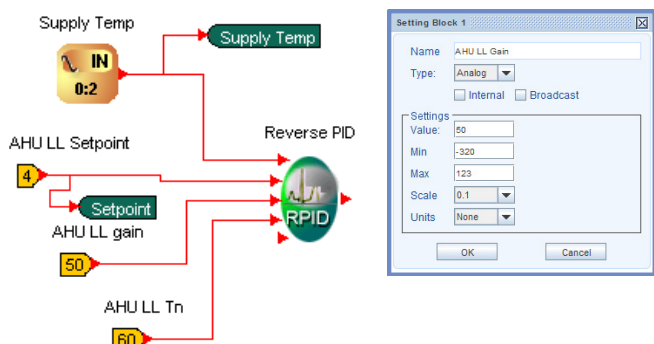 Supply Temp
Supply Temp
IN
0:2
AHU LL Setpoint
Reverse PID
4
Setpoint
RPID
AHU LL gain
50
AHU LL Tn
60
Setting Block 1
Name AHU LL Gain
Type: Analog
Internal Broadcast
Settings
Value: 50
Min -320
Max 123
Scale 0.1
Units None
OK Cancel